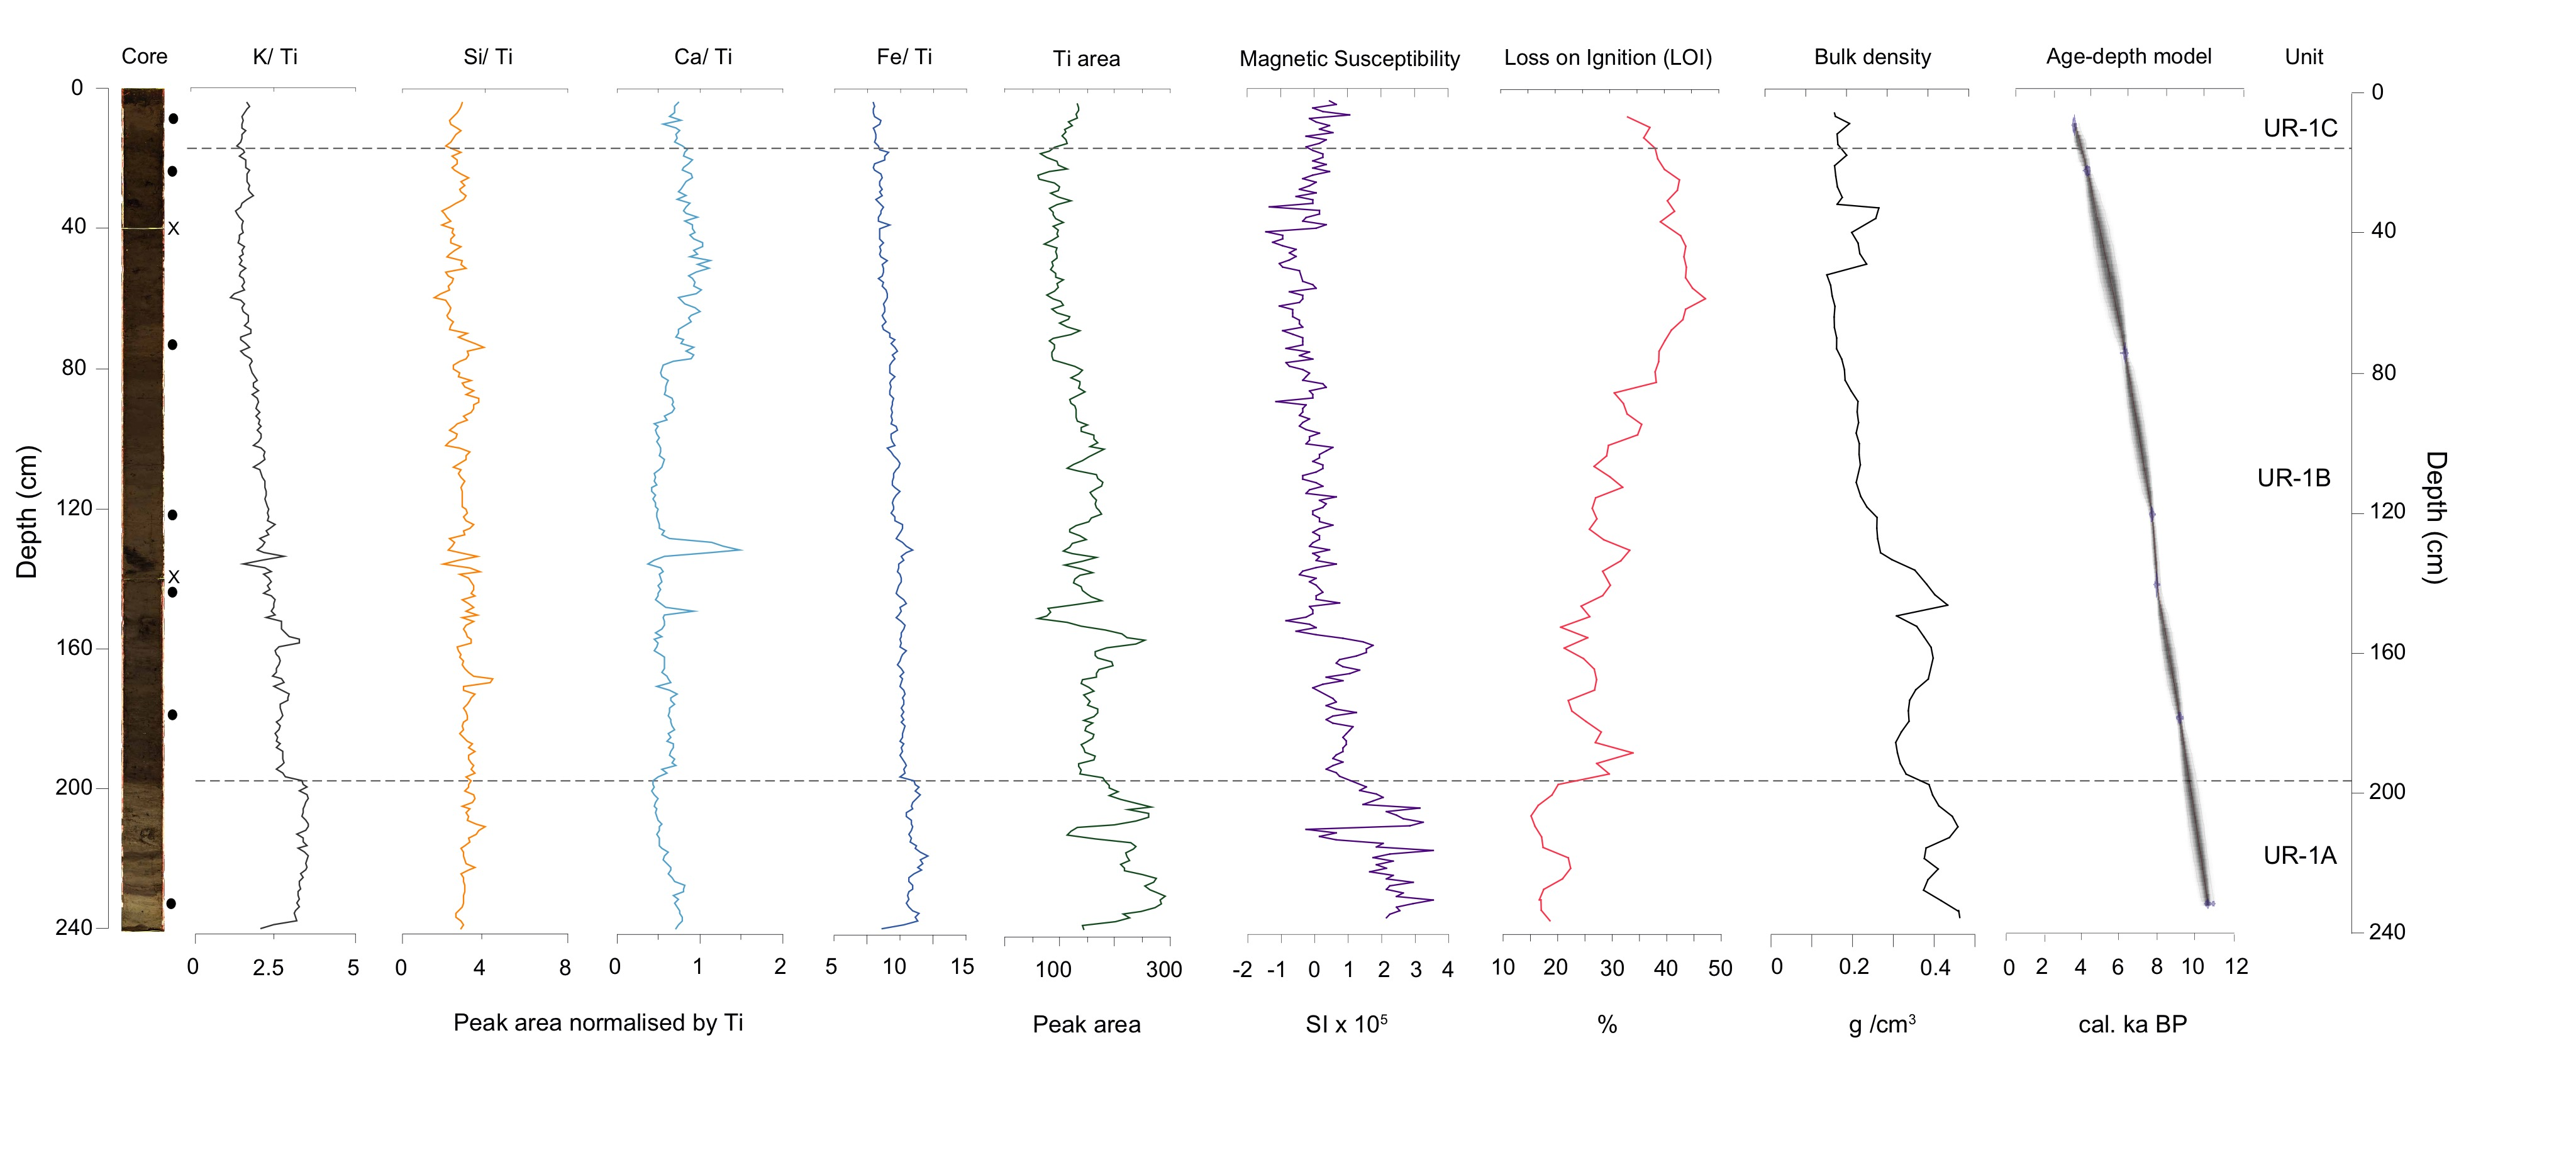 Core K/ Ti Si/ Ti Ca/ Ti Fe/ Ti Ti area Magnetic Susceptibility Loss on Ignition (LOI) Bulk density Age-depth model Unit
0 0
UR-1C
X
40 40
80 80
Depth (cm) UR-1B Depth (cm)
120 120
X
160 160
200 200
UR-1A
240 240
0 2.5 5 0 4 8 0 1 2 5 10 15 100 300 -2 -1 0 1 2 3 4 10 20 30 40 50 0 0.2 0.4 0 2 4 6 8 10 12
Peak area normalised by Ti Peak area SI x 10⁵ % g /cm³ cal. ka BP